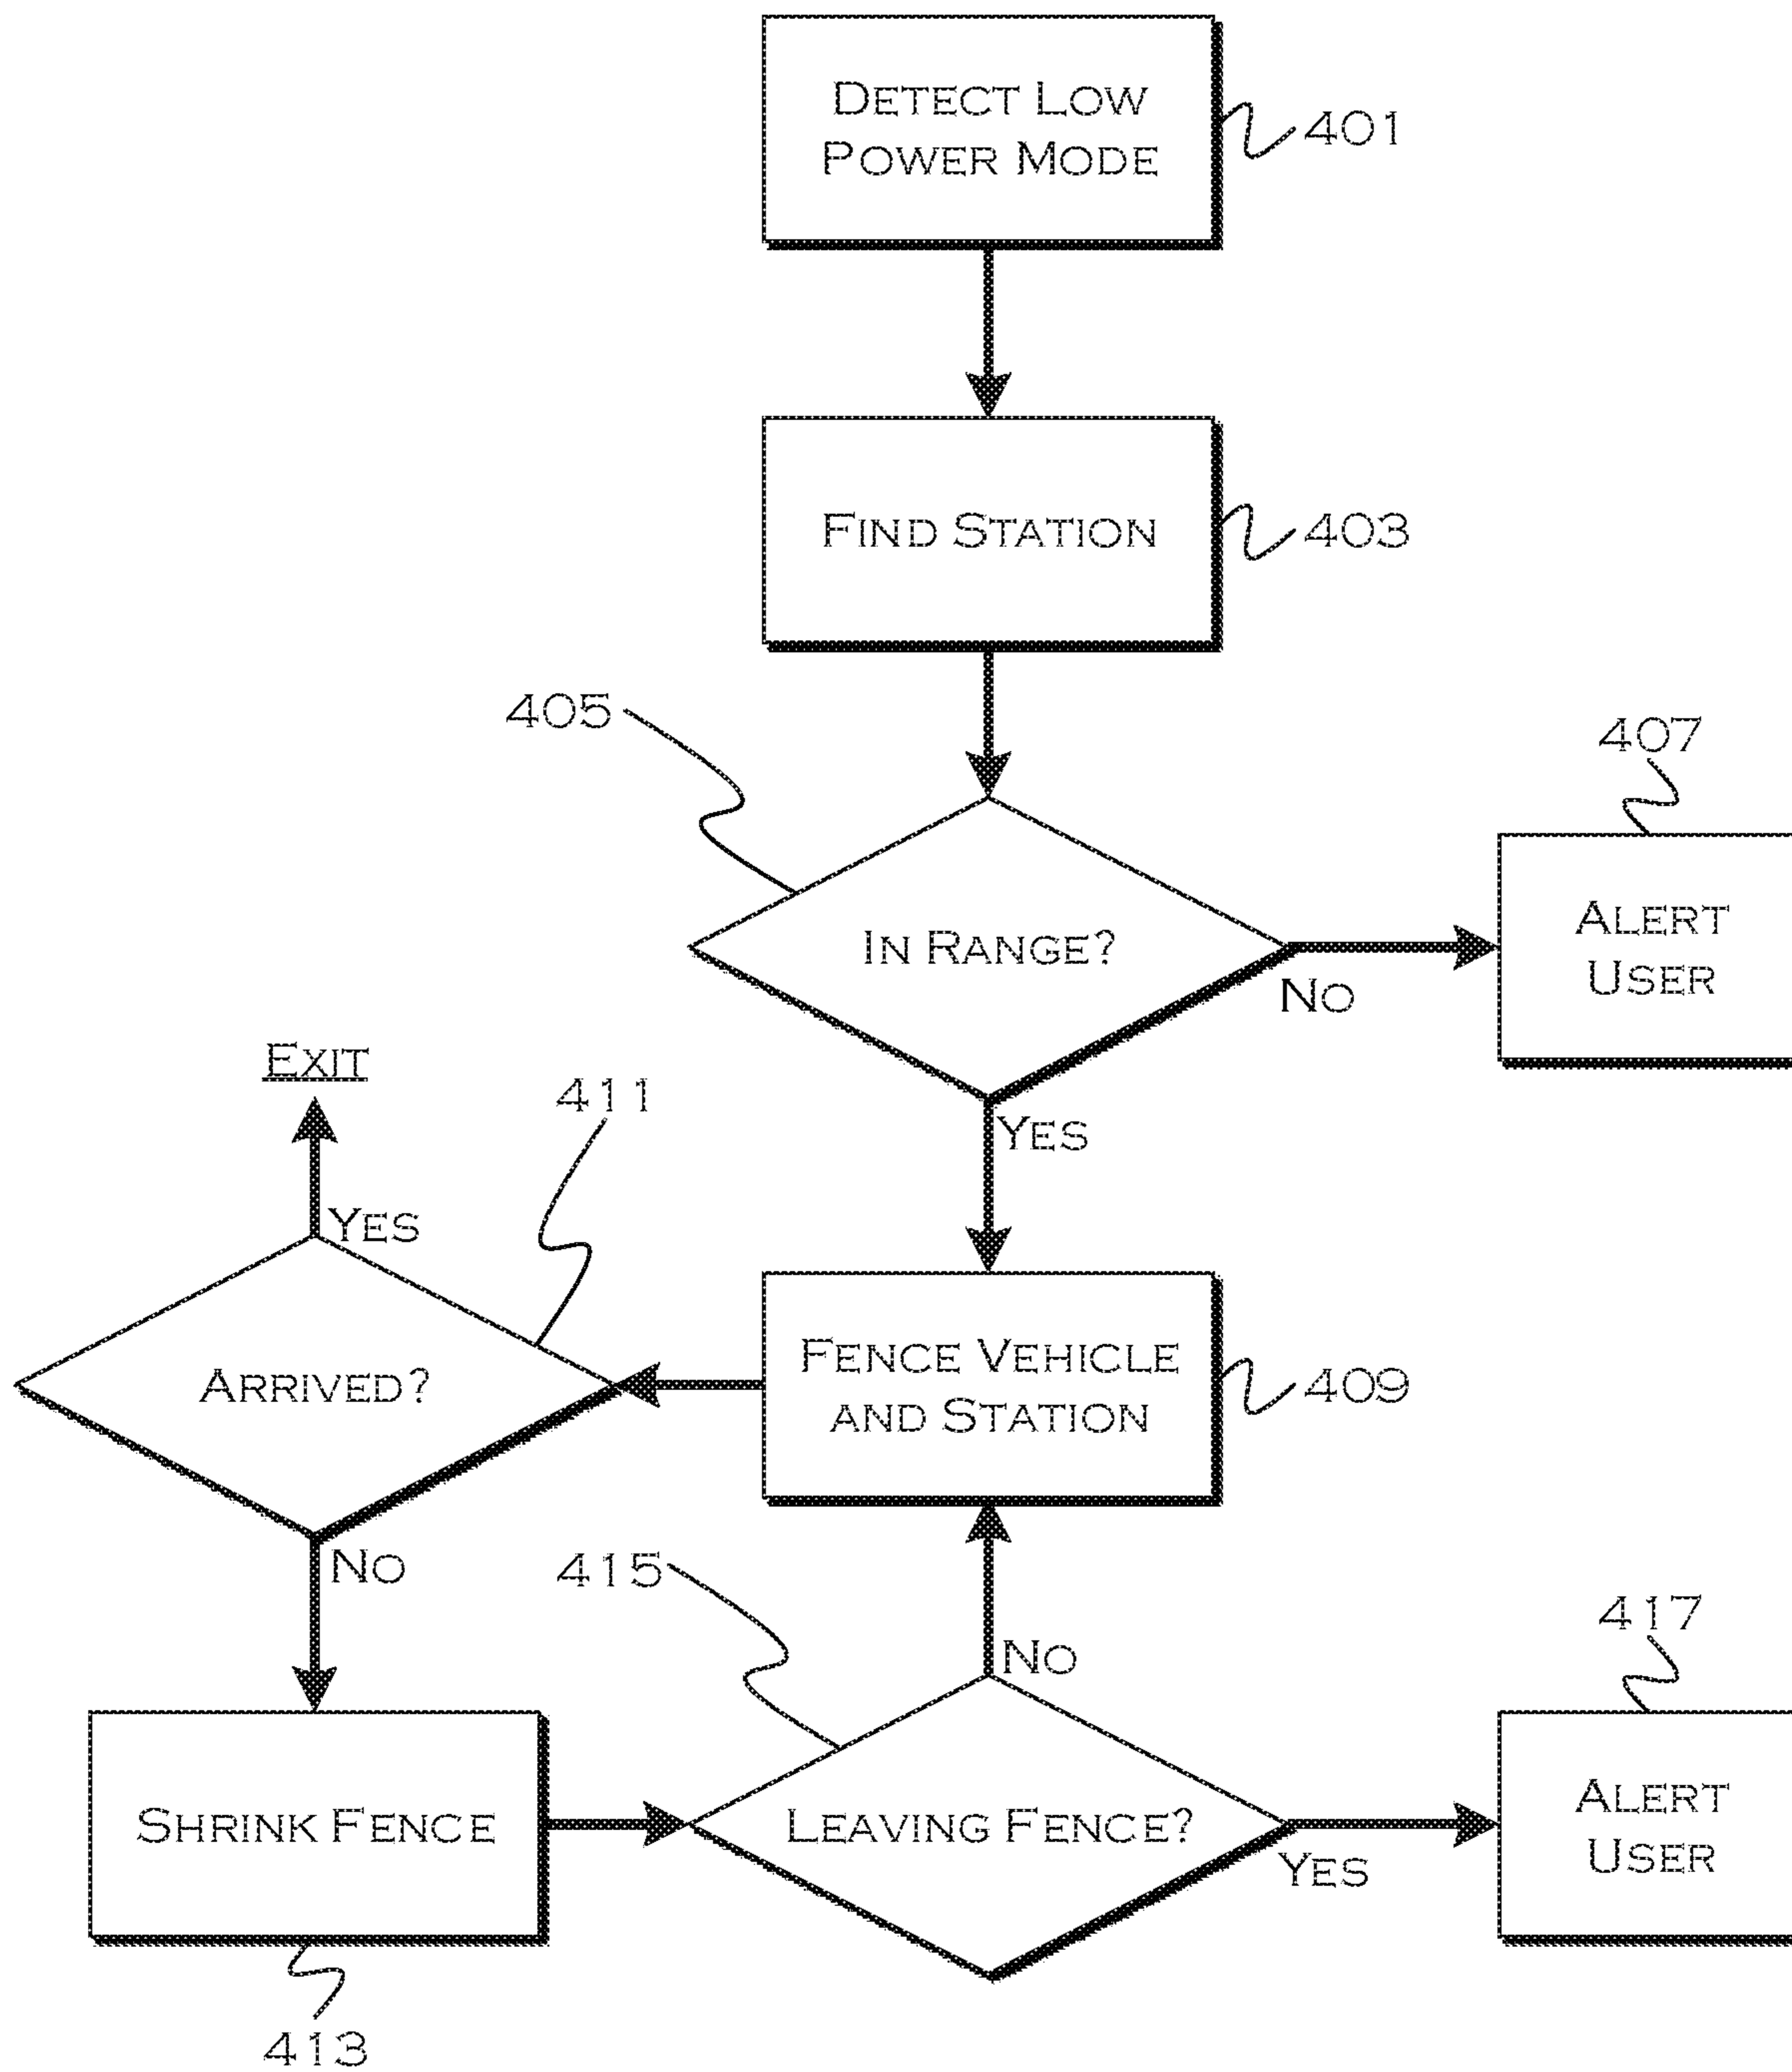 DETECT LOW
POWER MODE
401
FIND STATION
403
405
407
IN RANGE?
ALERT
USER
NO
EXIT
411
YES
YES
ARRIVED?
FENCE VEHICLE
AND STATION
409
NO
415
417
NO
SHRINK FENCE
LEAVING FENCE?
ALERT
USER
YES
413